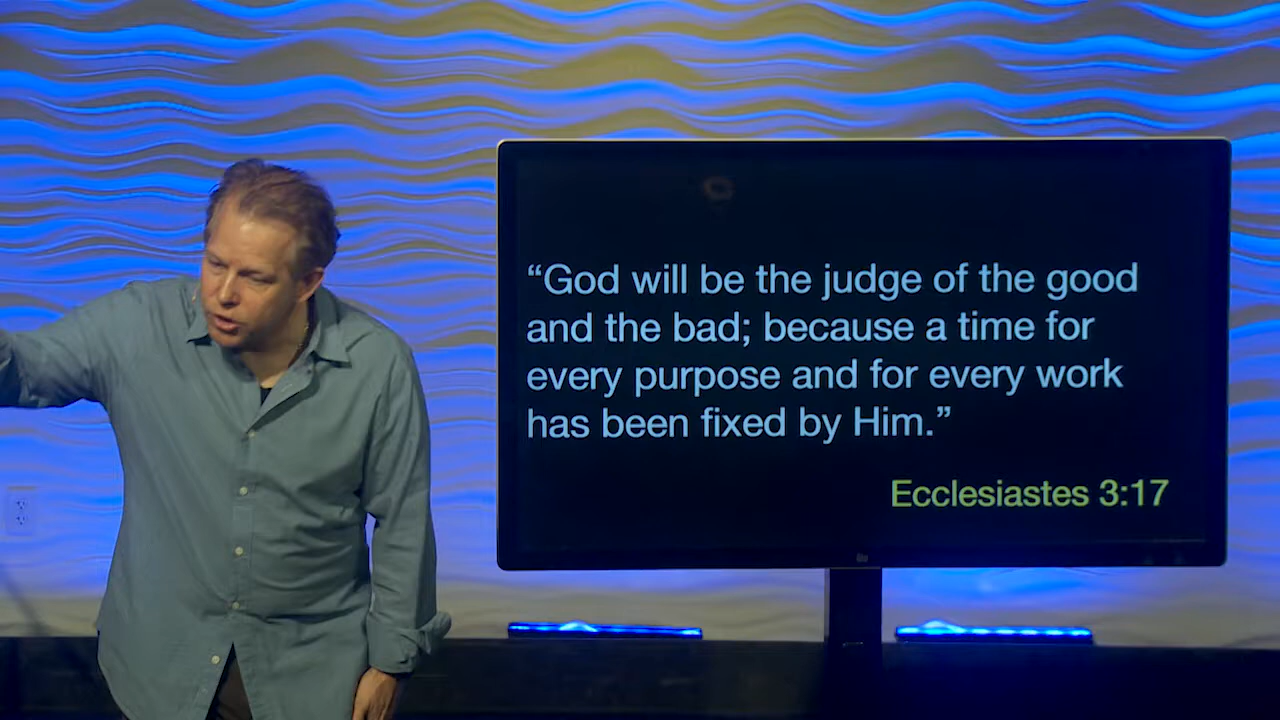 “God will be the judge of the good
and the bad; because a time for
every purpose and for every work
has been fixed by Him.”
Ecclesiastes 3:17